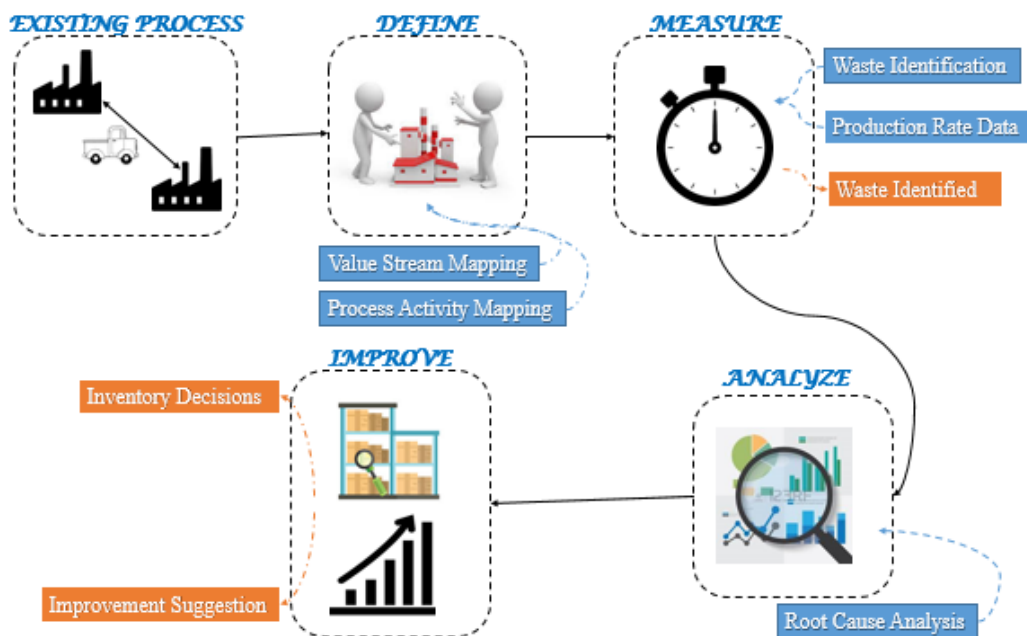 EXISTING PROCESS
DEFINE
MEASURE
Waste Identification
Production Rate Data
Waste Identified
Value Stream Mapping
Process Activity Mapping
IMPROVE
ANALYZE
Inventory Decisions
Improvement Suggestion
Root Cause Analysis